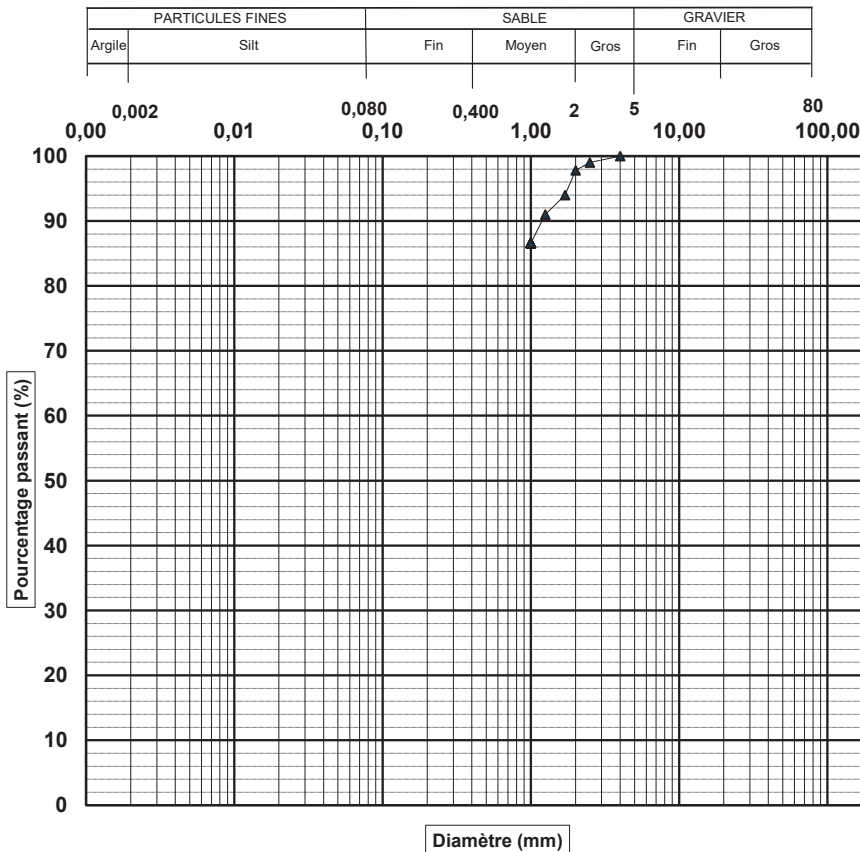 PARTICULES FINES SABLE GRAVIER
Argile Silt Fin Moyen Gros Fin Gros
0,002 0,080 0,400 2 5 80
0,00 0,01 0,10 1,00 10,00 100,00
100
90
80
70
60
50
40
30
20
10
0
Pourcentage passant (%)
Diamètre (mm)